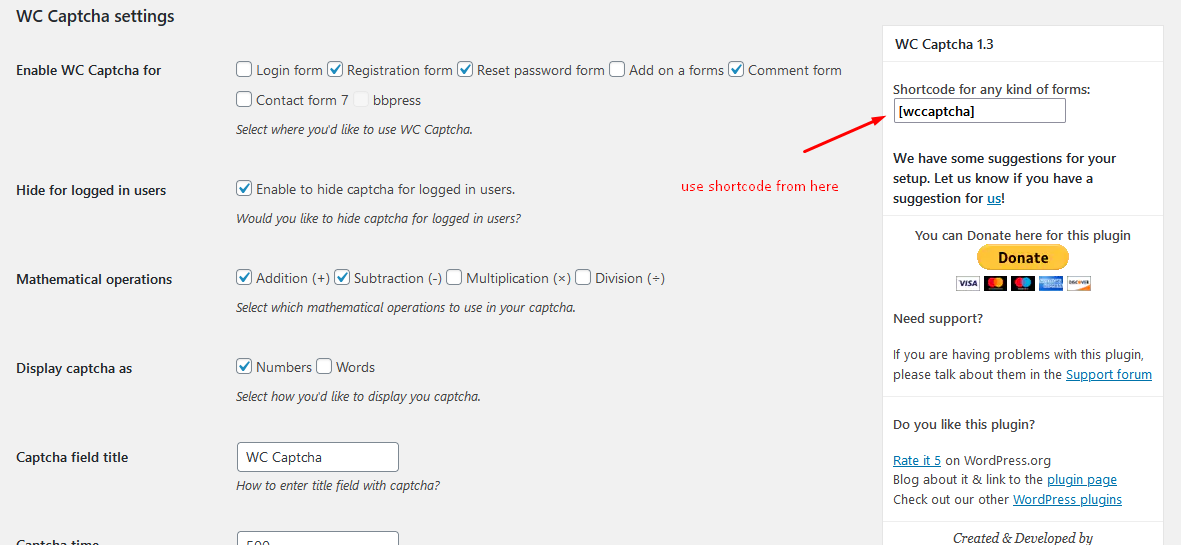 WC Captcha settings
Enable WC Captcha for
Login form Registration form Reset password form Add on a forms Comment form
Contact form 7 bbpress
Select where you'd like to use WC Captcha.
Hide for logged in users
Enable to hide captcha for logged in users.
Would you like to hide captcha for logged in users?
Mathematical operations
Addition (+) Subtraction (-) Multiplication (×) Division (÷)
Select which mathematical operations to use in your captcha.
Display captcha as
Numbers Words
Select how you'd like to display you captcha.
Captcha field title
WC Captcha
How to enter title field with captcha?
Captcha time
500
use shortcode from here
WC Captcha 1.3
Shortcode for any kind of forms:
[wccaptcha]
We have some suggestions for your
setup. Let us know if you have a
suggestion for us!
You can Donate here for this plugin
Donate
VISA DISCOVER
Need support?
If you are having problems with this plugin,
please talk about them in the Support forum
Do you like this plugin?
Rate it 5 on WordPress.org
Blog about it & link to the plugin page
Check out our other WordPress plugins
Created & Developed by